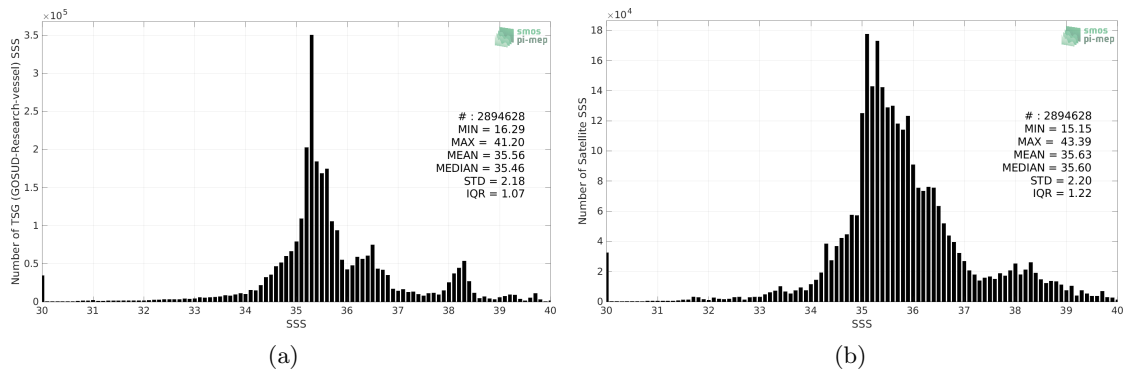 ×10^5
Number of TSG (GOSUD-Research-vessel) SSS
3.5
3
2.5
2
1.5
1
0.5
0
30 31 32 33 34 35 36 37 38 39 40
SSS
smos
pi-mep
# : 2894628
MIN = 16.29
MAX = 41.20
MEAN = 35.56
MEDIAN = 35.46
STD = 2.18
IQR = 1.07
(a)
×10^4
Number of Satellite SSS
18
16
14
12
10
8
6
4
2
0
30 31 32 33 34 35 36 37 38 39 40
SSS
smos
pi-mep
# : 2894628
MIN = 15.15
MAX = 43.39
MEAN = 35.63
MEDIAN = 35.60
STD = 2.20
IQR = 1.22
(b)